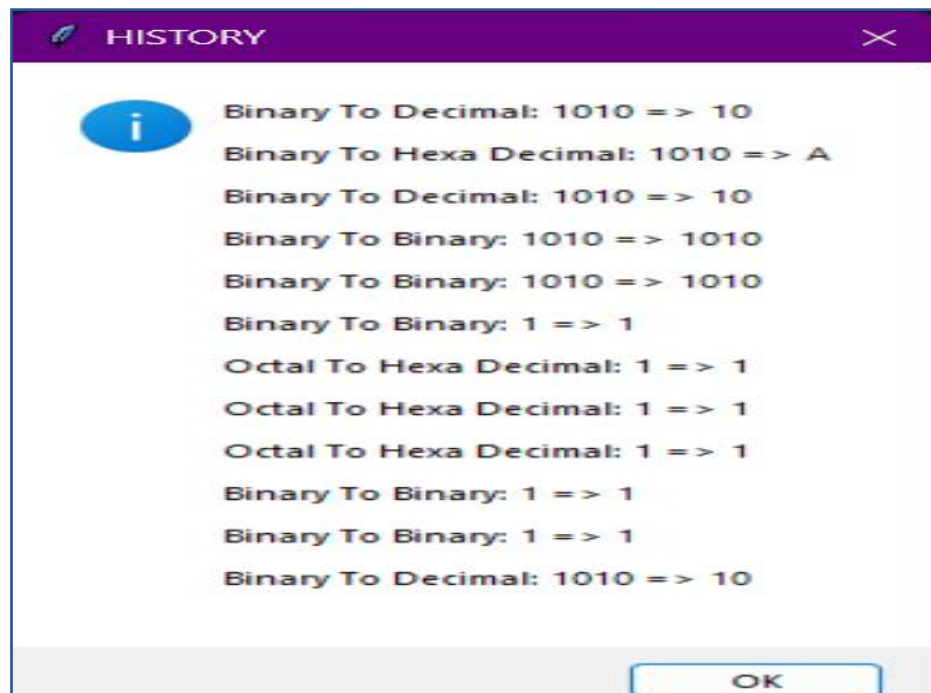 HISTORY
Binary To Decimal: 1010 => 10
Binary To Hexa Decimal: 1010 => A
Binary To Decimal: 1010 => 10
Binary To Binary: 1010 => 1010
Binary To Binary: 1010 => 1010
Binary To Binary: 1 => 1
Octal To Hexa Decimal: 1 => 1
Octal To Hexa Decimal: 1 => 1
Octal To Hexa Decimal: 1 => 1
Binary To Binary: 1 => 1
Binary To Binary: 1 => 1
Binary To Decimal: 1010 => 10
OK